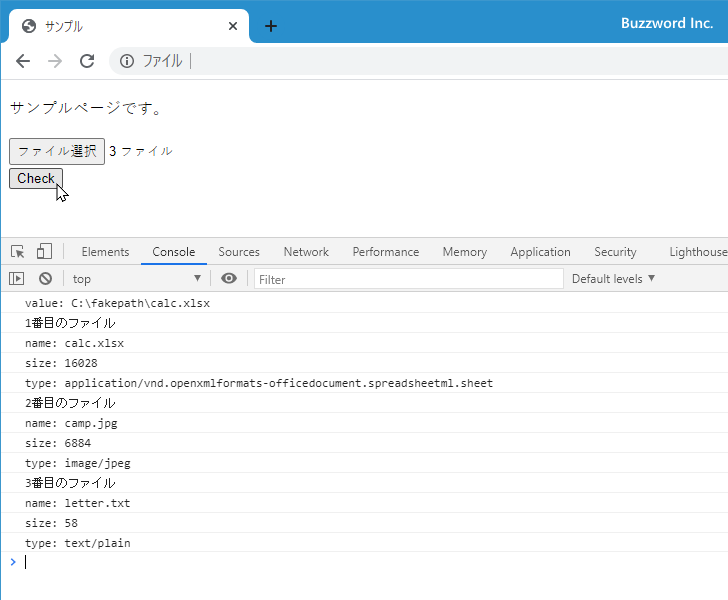 サンプル
Buzzword Inc.
ファイル
サンプルページです。
ファイル選択 3 ファイル
Check
Elements Console Sources Network Performance Memory Application Security Lighthouse
top Filter Default levels
value: C:\fakepath\calc.xlsx
1番目のファイル
name: calc.xlsx
size: 16028
type: application/vnd.openxmlformats-officedocument.spreadsheetml.sheet
2番目のファイル
name: camp.jpg
size: 6884
type: image/jpeg
3番目のファイル
name: letter.txt
size: 58
type: text/plain